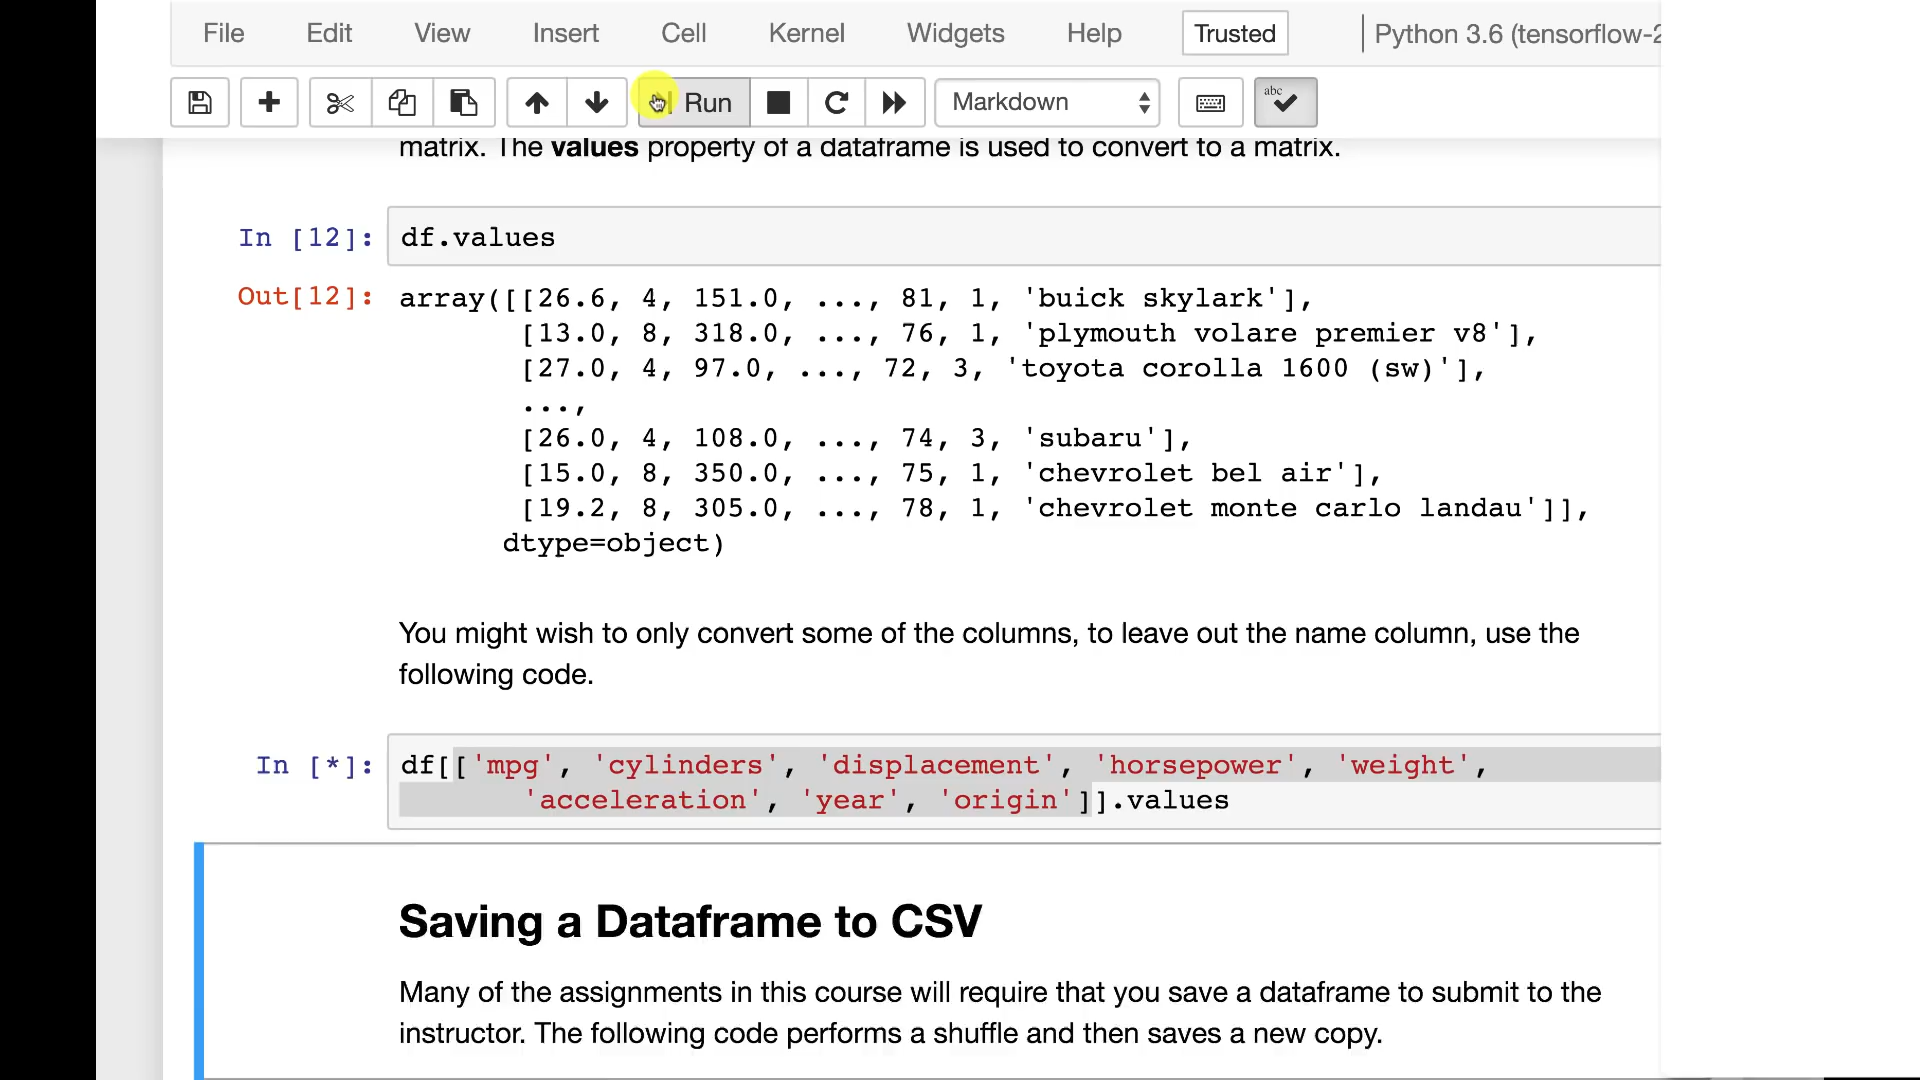 File Edit View Insert Cell Kernel Widgets Help Trusted Python 3.6 (tensorflow-2
Run Markdown abc
matrix. The values property of a dataframe is used to convert to a matrix.
In [12]: df.values
Out[12]: array([[26.6, 4, 151.0, ..., 81, 1, 'buick skylark'],
[13.0, 8, 318.0, ..., 76, 1, 'plymouth volare premier v8'],
[27.0, 4, 97.0, ..., 72, 3, 'toyota corolla 1600 (sw)'],
...,
[26.0, 4, 108.0, ..., 74, 3, 'subaru'],
[15.0, 8, 350.0, ..., 75, 1, 'chevrolet bel air'],
[19.2, 8, 305.0, ..., 78, 1, 'chevrolet monte carlo landau']],
dtype=object)
You might wish to only convert some of the columns, to leave out the name column, use the
following code.
In [*]: df[['mpg', 'cylinders', 'displacement', 'horsepower', 'weight',
'acceleration', 'year', 'origin']].values
Saving a Dataframe to CSV
Many of the assignments in this course will require that you save a dataframe to submit to the
instructor. The following code performs a shuffle and then saves a new copy.